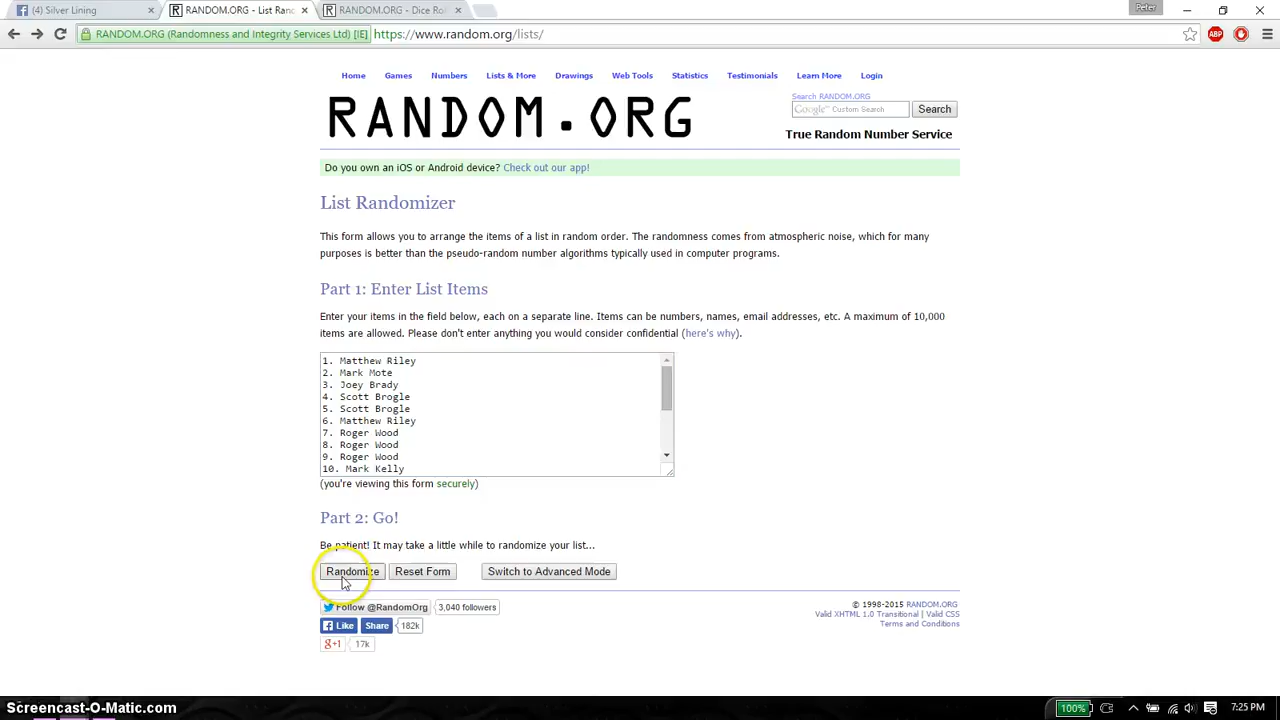 (4) Silver Lining
RANDOM.ORG - List Rand
RANDOM.ORG - Dice Ro
Peter
RANDOM.ORG (Randomness and Integrity Services Ltd) [IE]
https://www.random.org/lists/
ABP
Home Games Numbers Lists & More Drawings Web Tools Statistics Testimonials Learn More Login
RANDOM.ORG
Search RANDOM.ORG
Google™ Custom Search
Search
True Random Number Service
Do you own an iOS or Android device? Check out our app!
List Randomizer
This form allows you to arrange the items of a list in random order. The randomness comes from atmospheric noise, which for many
purposes is better than the pseudo-random number algorithms typically used in computer programs.
Part 1: Enter List Items
Enter your items in the field below, each on a separate line. Items can be numbers, names, email addresses, etc. A maximum of 10,000
items are allowed. Please don't enter anything you would consider confidential (here's why).
1. Matthew Riley
2. Mark Mote
3. Joey Brady
4. Scott Brogle
5. Scott Brogle
6. Matthew Riley
7. Roger Wood
8. Roger Wood
9. Roger Wood
10. Mark Kelly
(you're viewing this form securely)
Part 2: Go!
Be patient! It may take a little while to randomize your list...
Randomize Reset Form Switch to Advanced Mode
Follow @RandomOrg 3,040 followers
Like Share 182k
g+1 17k
© 1998-2015 RANDOM.ORG
Valid XHTML 1.0 Transitional | Valid CSS
Terms and Conditions
Screencast-O-Matic.com
100%
7:25 PM